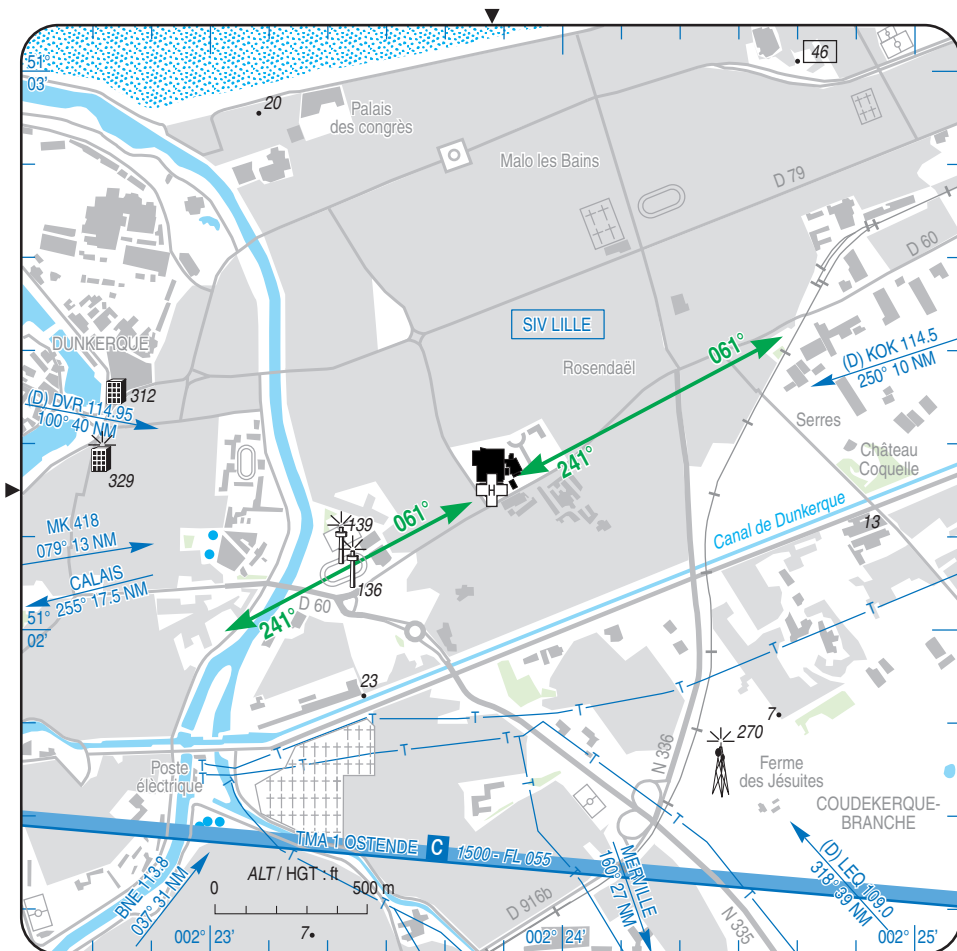 46
51°
03'
20
Palais
des congrès
Malo les Bains
D 79
D 60
SIV LILLE
DUNKERQUE
061°
(D) KOK 114.5
250° 10 NM
Rosendaël
312
(D) DVR 114.95
100° 40 NM
Serres
Château
Coquelle
241°
329
061°
139
MK 418
079° 13 NM
Canal de Dunkerque
13
CALAIS
255° 17.5 NM
136
D 60
241°
51°
02'
23
T
T
T
T
T
T
T
T
T
T
T
T
T
T
7
270
N 336
Ferme
des Jésuites
Poste
électrique
COUDEKERQUE-
BRANCHE
TMA 1 OSTENDE C 1500 - FL 055
BNE 113.8
037° 31 NM
ALT / HGT : ft
0 500 m
MERVILLE
160° 27 NM
(D) LEQ 109.0
318° 39 NM
D 916b
N 335
7
002° 23'
002° 24'
002° 25'